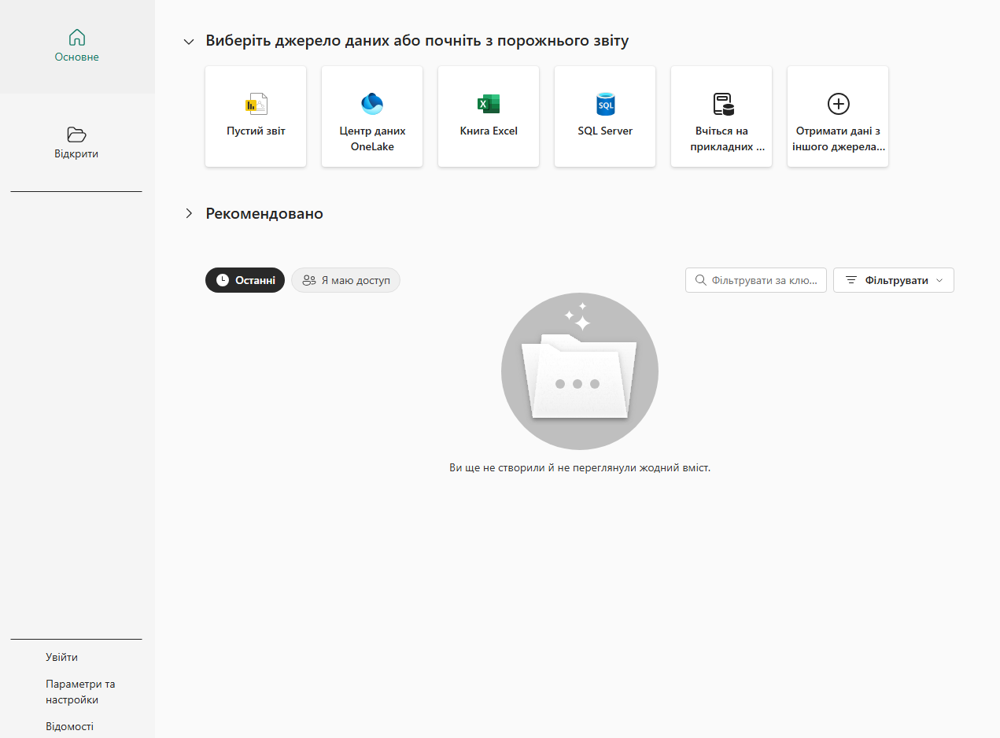 Основне
Відкрити
Увійти
Параметри та
настройки
Відомості
Виберіть джерело даних або почніть з порожнього звіту
Пустий звіт
Центр даних
OneLake
Книга Excel
SQL
SQL Server
Вчіться на
прикладних ...
Отримати дані з
іншого джерела...
Рекомендовано
Останні
Я маю доступ
Фільтрувати за клю...
Фільтрувати
Ви ще не створили й не переглянули жодний вміст.